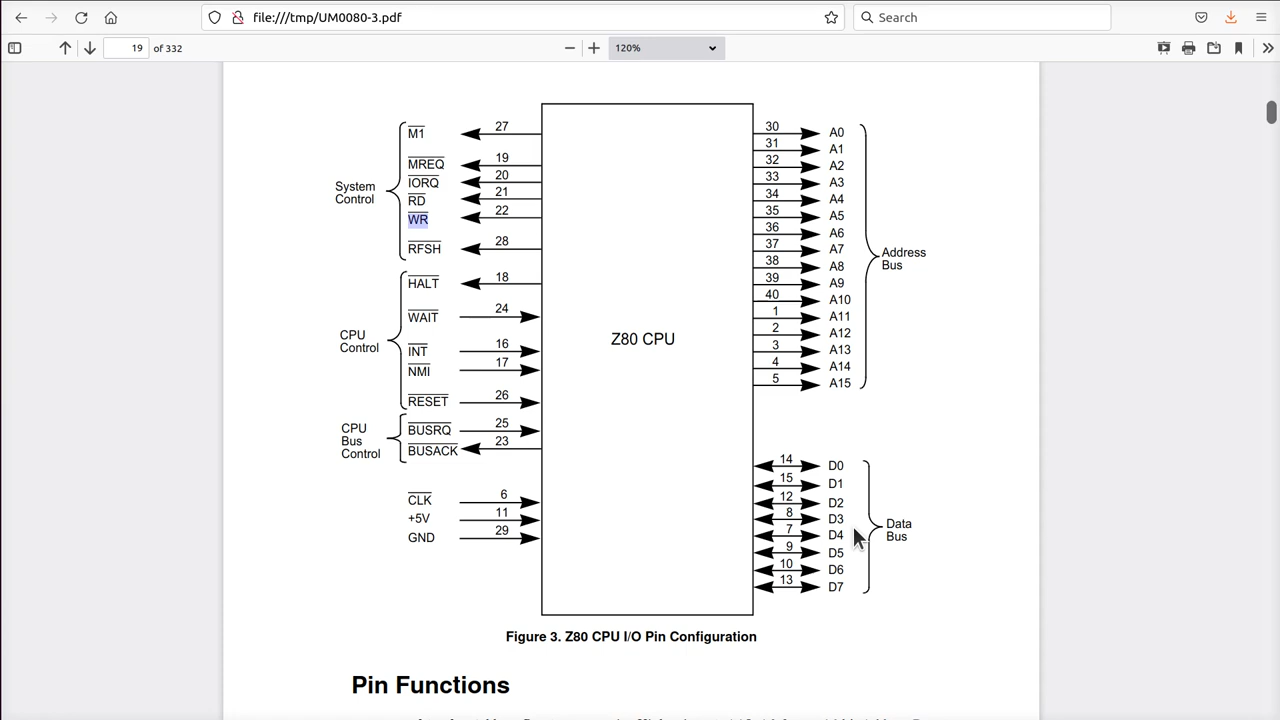 file:///tmp/UM0080-3.pdf
Search
19 of 332
120%
M1 27
MREQ 19
IORQ 20
RD 21
WR 22
RFSH 28
System
Control
HALT 18
WAIT 24
INT 16
NMI 17
RESET 26
CPU
Control
BUSRQ 25
BUSACK 23
CPU
Bus
Control
CLK 6
+5V 11
GND 29
Z80 CPU
30 A0
31 A1
32 A2
33 A3
34 A4
35 A5
36 A6
37 A7
38 A8
39 A9
40 A10
1 A11
2 A12
3 A13
4 A14
5 A15
Address
Bus
14 D0
15 D1
12 D2
8 D3
7 D4
9 D5
10 D6
13 D7
Data
Bus
Figure 3. Z80 CPU I/O Pin Configuration
Pin Functions